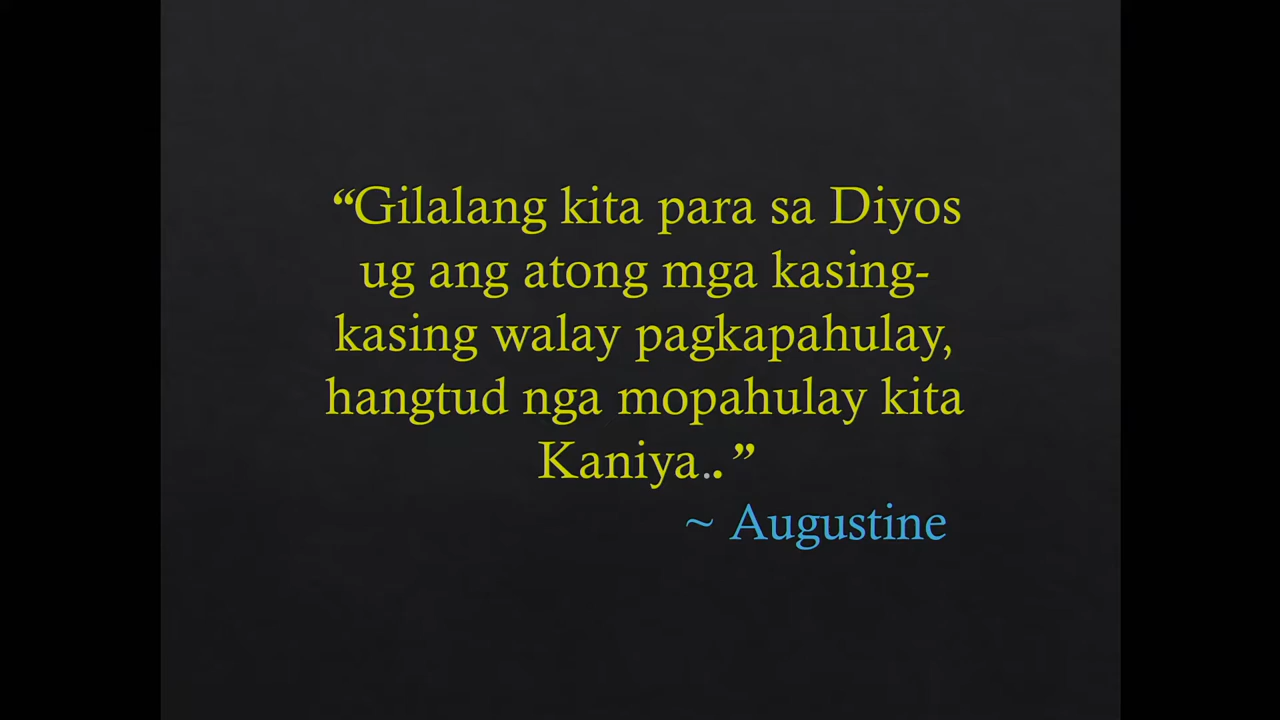 “Gilalang kita para sa Diyos
ug ang atong mga kasing-
kasing walay pagkapahulay,
hangtud nga mopahulay kita
Kaniya..”
~ Augustine